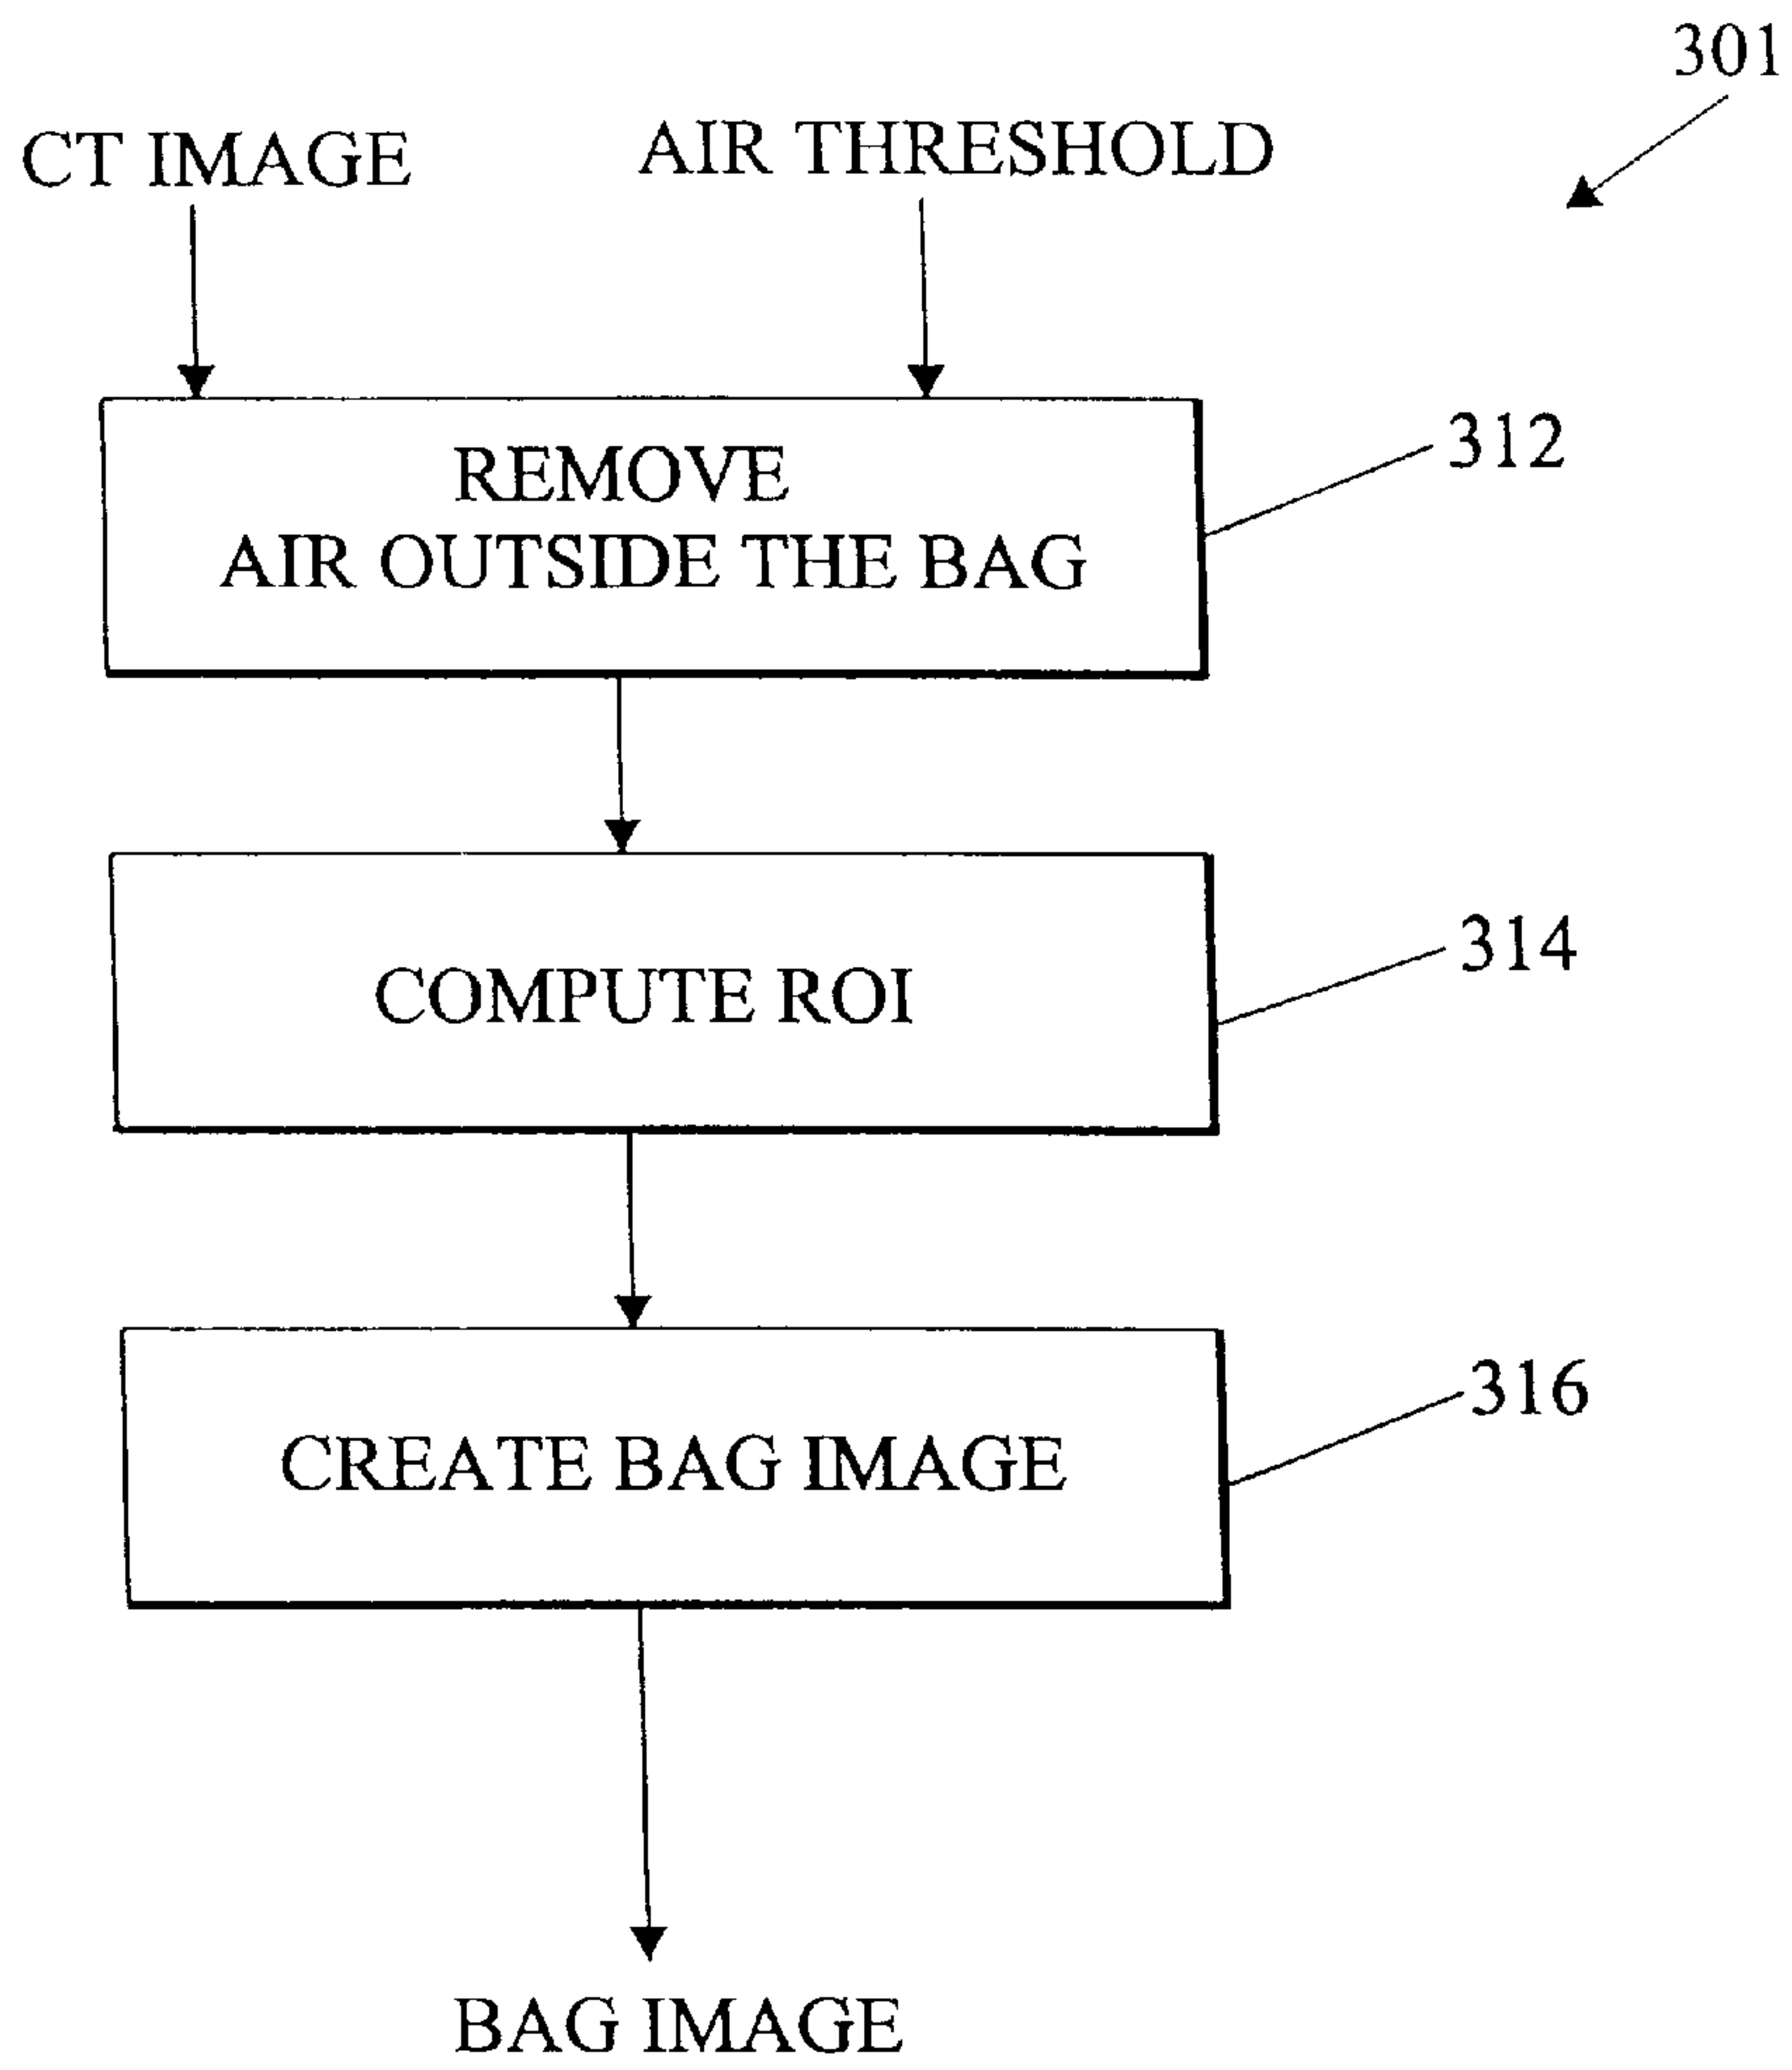 301
CT IMAGE
AIR THRESHOLD
REMOVE
AIR OUTSIDE THE BAG
312
COMPUTE ROI
314
CREATE BAG IMAGE
316
BAG IMAGE